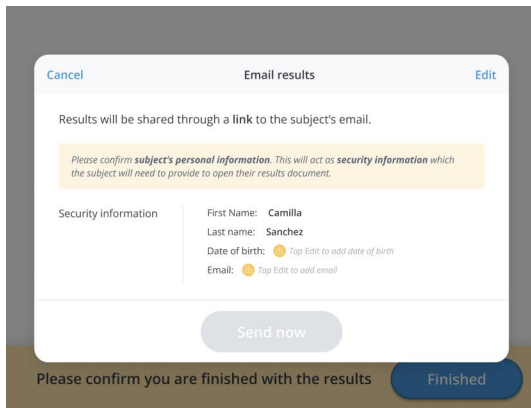 Cancel Email results Edit
Results will be shared through a link to the subject's email.
Please confirm subject's personal information. This will act as security information which
the subject will need to provide to open their results document.
Security information First Name: Camilla
Last name: Sanchez
Date of birth: Tap Edit to add date of birth
Email: Tap Edit to add email
Send now
Please confirm you are finished with the results Finished